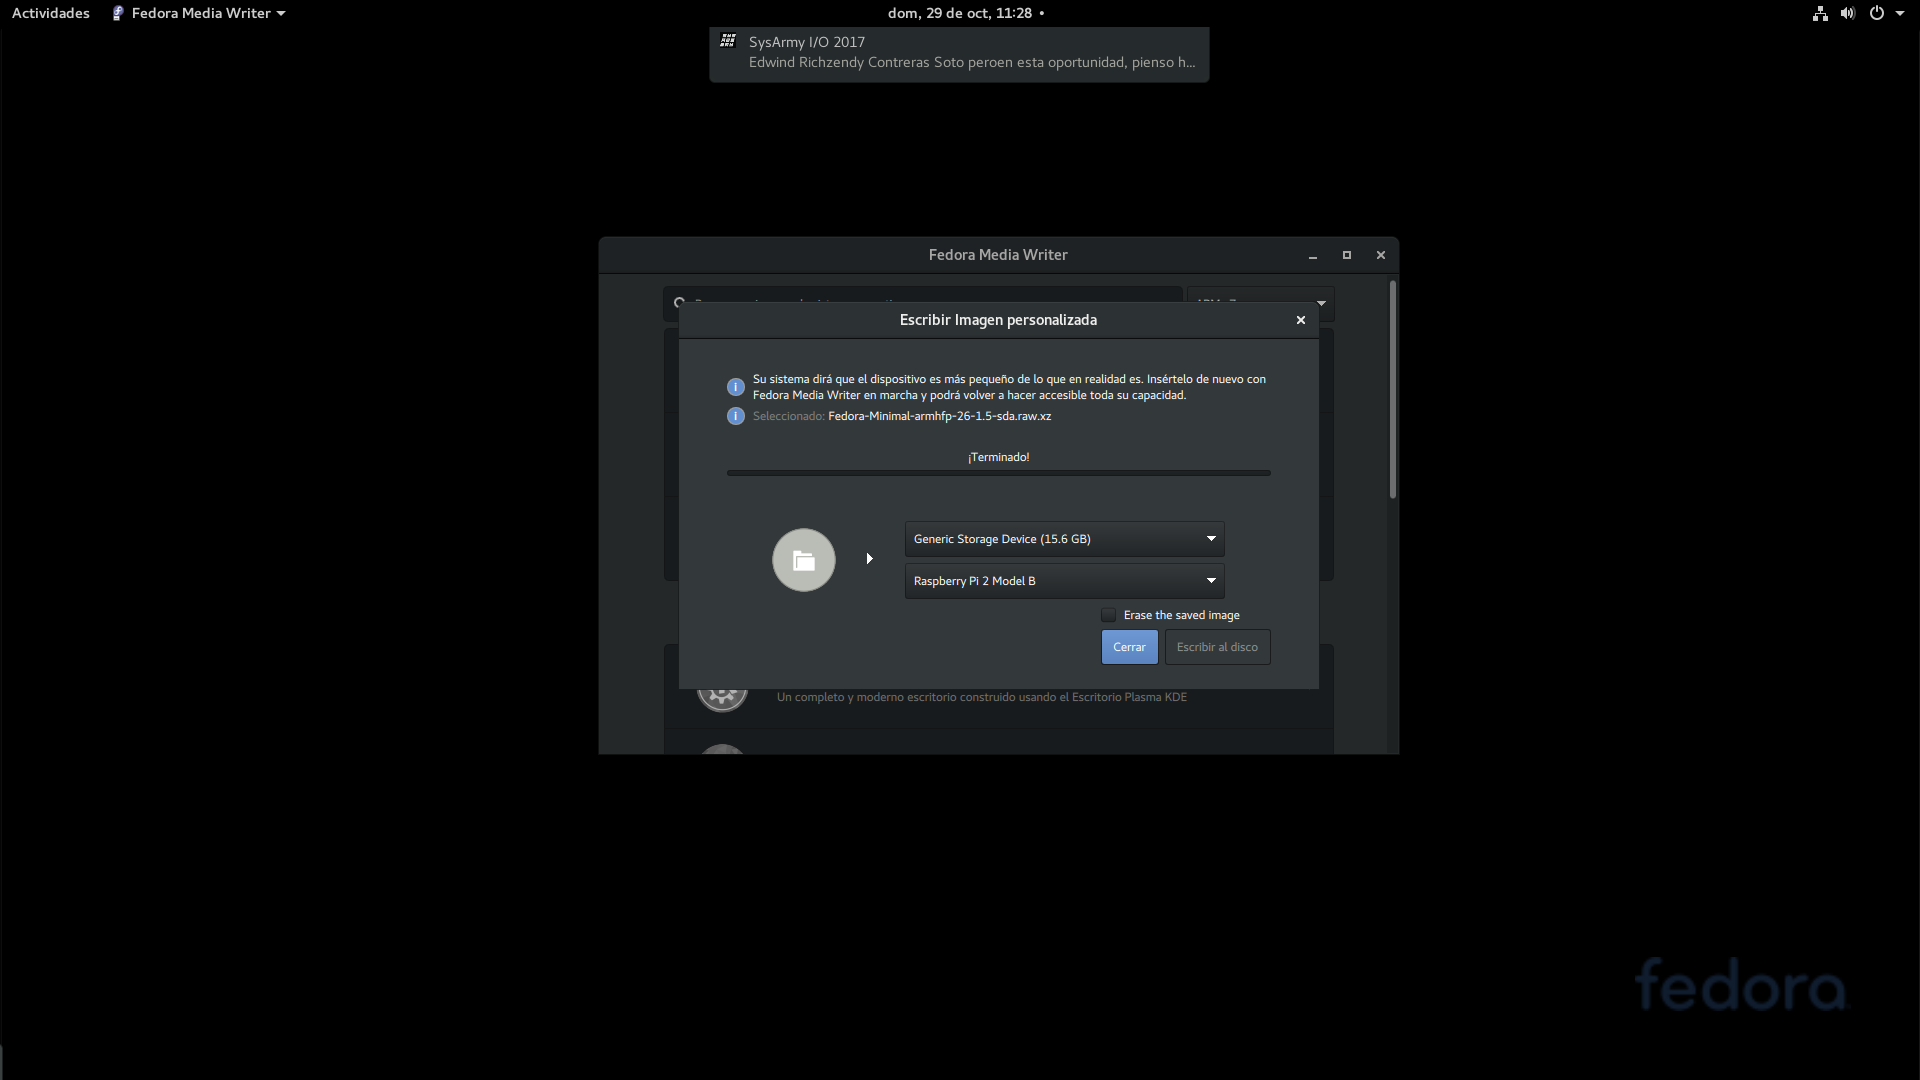 Actividades
Fedora Media Writer
dom, 29 de oct, 11:28
SysArmy I/O 2017
Edwind Richzendy Contreras Soto peroen esta oportunidad, pienso h...
Fedora Media Writer
Escribir Imagen personalizada
Su sistema dirá que el dispositivo es más pequeño de lo que en realidad es. Insértelo de nuevo con
Fedora Media Writer en marcha y podrá volver a hacer accesible toda su capacidad.
Seleccionado: Fedora-Minimal-armhfp-26-1.5-sda.raw.xz
¡Terminado!
Generic Storage Device (15.6 GB)
Raspberry Pi 2 Model B
Erase the saved image
Cerrar
Escribir al disco
Un completo y moderno escritorio construido usando el Escritorio Plasma KDE
fedora